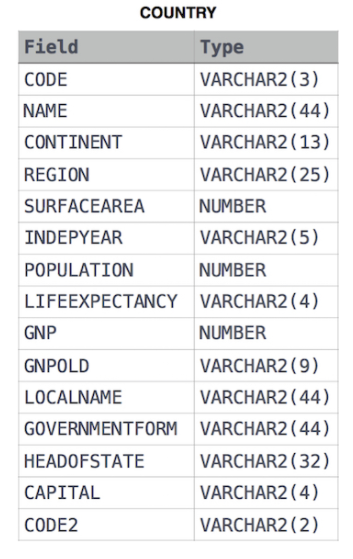 COUNTRY
Field Type
CODE VARCHAR2(3)
NAME VARCHAR2(44)
CONTINENT VARCHAR2(13)
REGION VARCHAR2(25)
SURFACEAREA NUMBER
INDEPYEAR VARCHAR2(5)
POPULATION NUMBER
LIFEEXPECTANCY VARCHAR2(4)
GNP NUMBER
GNPOLD VARCHAR2(9)
LOCALNAME VARCHAR2(44)
GOVERNMENTFORM VARCHAR2(44)
HEADOFSTATE VARCHAR2(32)
CAPITAL VARCHAR2(4)
CODE2 VARCHAR2(2)